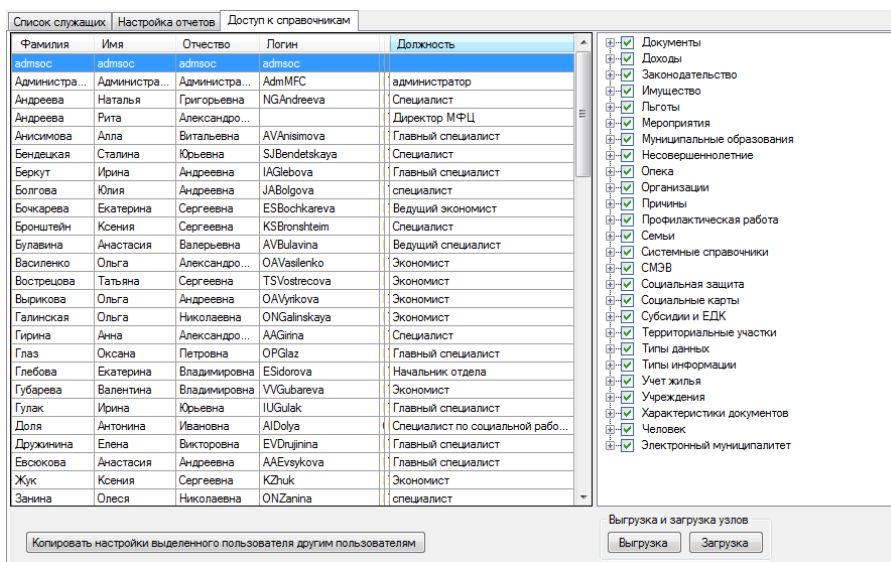 Список служащих Настройка отчетов Доступ к справочникам
Фамилия Имя Отчество Логин Должность
admsoc admsoc admsoc admsoc
Администра... Администра... Администра... AdmMFC администратор
Андреева Наталья Григорьевна NGAndreeva Специалист
Андреева Рита Александро... Директор МФЦ
Анисимова Алла Витальевна AVAnisimova Главный специалист
Бендецкая Сталина Юрьевна SJBendetskaya Специалист
Беркут Ирина Андреевна IAGlebova Главный специалист
Болгова Юлия Андреевна JABolgova специалист
Бочкарева Екатерина Сергеевна ESBochkareva Ведущий экономист
Бронштейн Ксения Сергеевна KSBronshteim Специалист
Булавина Анастасия Валерьевна AVBulavina Ведущий специалист
Василенко Ольга Александро... OAVasilenko Экономист
Вострецова Татьяна Сергеевна TSVostrecova Экономист
Вырикова Ольга Андреевна OAVyrikova Экономист
Галинская Ольга Николаевна ONGalinskaya Экономист
Гирина Анна Александро... AAGirina Специалист
Глаз Оксана Петровна OPGlaz Главный специалист
Глебова Екатерина Владимировна ESidorova Начальник отдела
Губарева Валентина Владимировна VVGubareva Экономист
Гулак Ирина Юрьевна IUGulak Главный специалист
Доля Антонина Ивановна AIDolya Специалист по социальной рабо...
Дружинина Елена Викторовна EVDrujinina Главный специалист
Евсюкова Анастасия Андреевна AAEvsykova Главный специалист
Жук Ксения Сергеевна KZhuk Экономист
Занина Олеся Николаевна ONZanina специалист
Документы
Доходы
Законодательство
Имущество
Льготы
Мероприятия
Муниципальные образования
Несовершеннолетние
Опека
Организации
Причины
Профилактическая работа
Семьи
Системные справочники
СМЭВ
Социальная защита
Социальные карты
Субсидии и ЕДК
Территориальные участки
Типы данных
Типы информации
Учет жилья
Учреждения
Характеристики документов
Человек
Электронный муниципалитет
Копировать настройки выделенного пользователя другим пользователям
Выгрузка и загрузка узлов
Выгрузка Загрузка